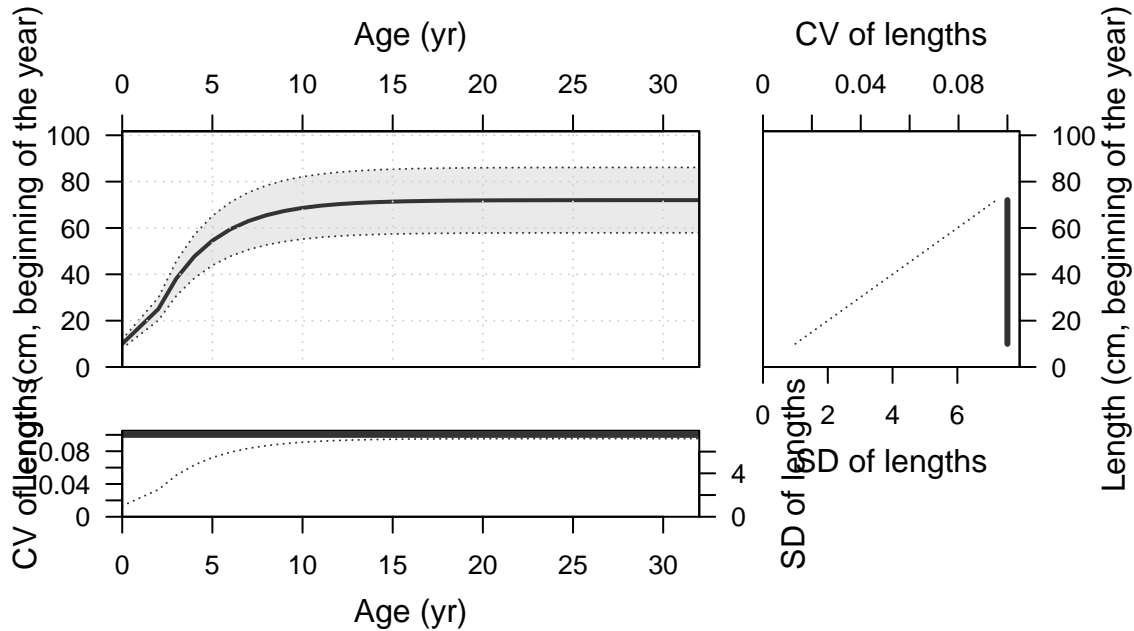 Age (yr)
CV of lengths
0 5 10 15 20 25 30
0 0.04 0.08
Length (cm, beginning of the year)
100
80
60
40
20
0
100
80
60
40
20
0
Length (cm, beginning of the year)
0 2 4 6
SD of lengths
CV of lengths
0.08
0.04
0
4
0
SD of lengths
0 5 10 15 20 25 30
Age (yr)